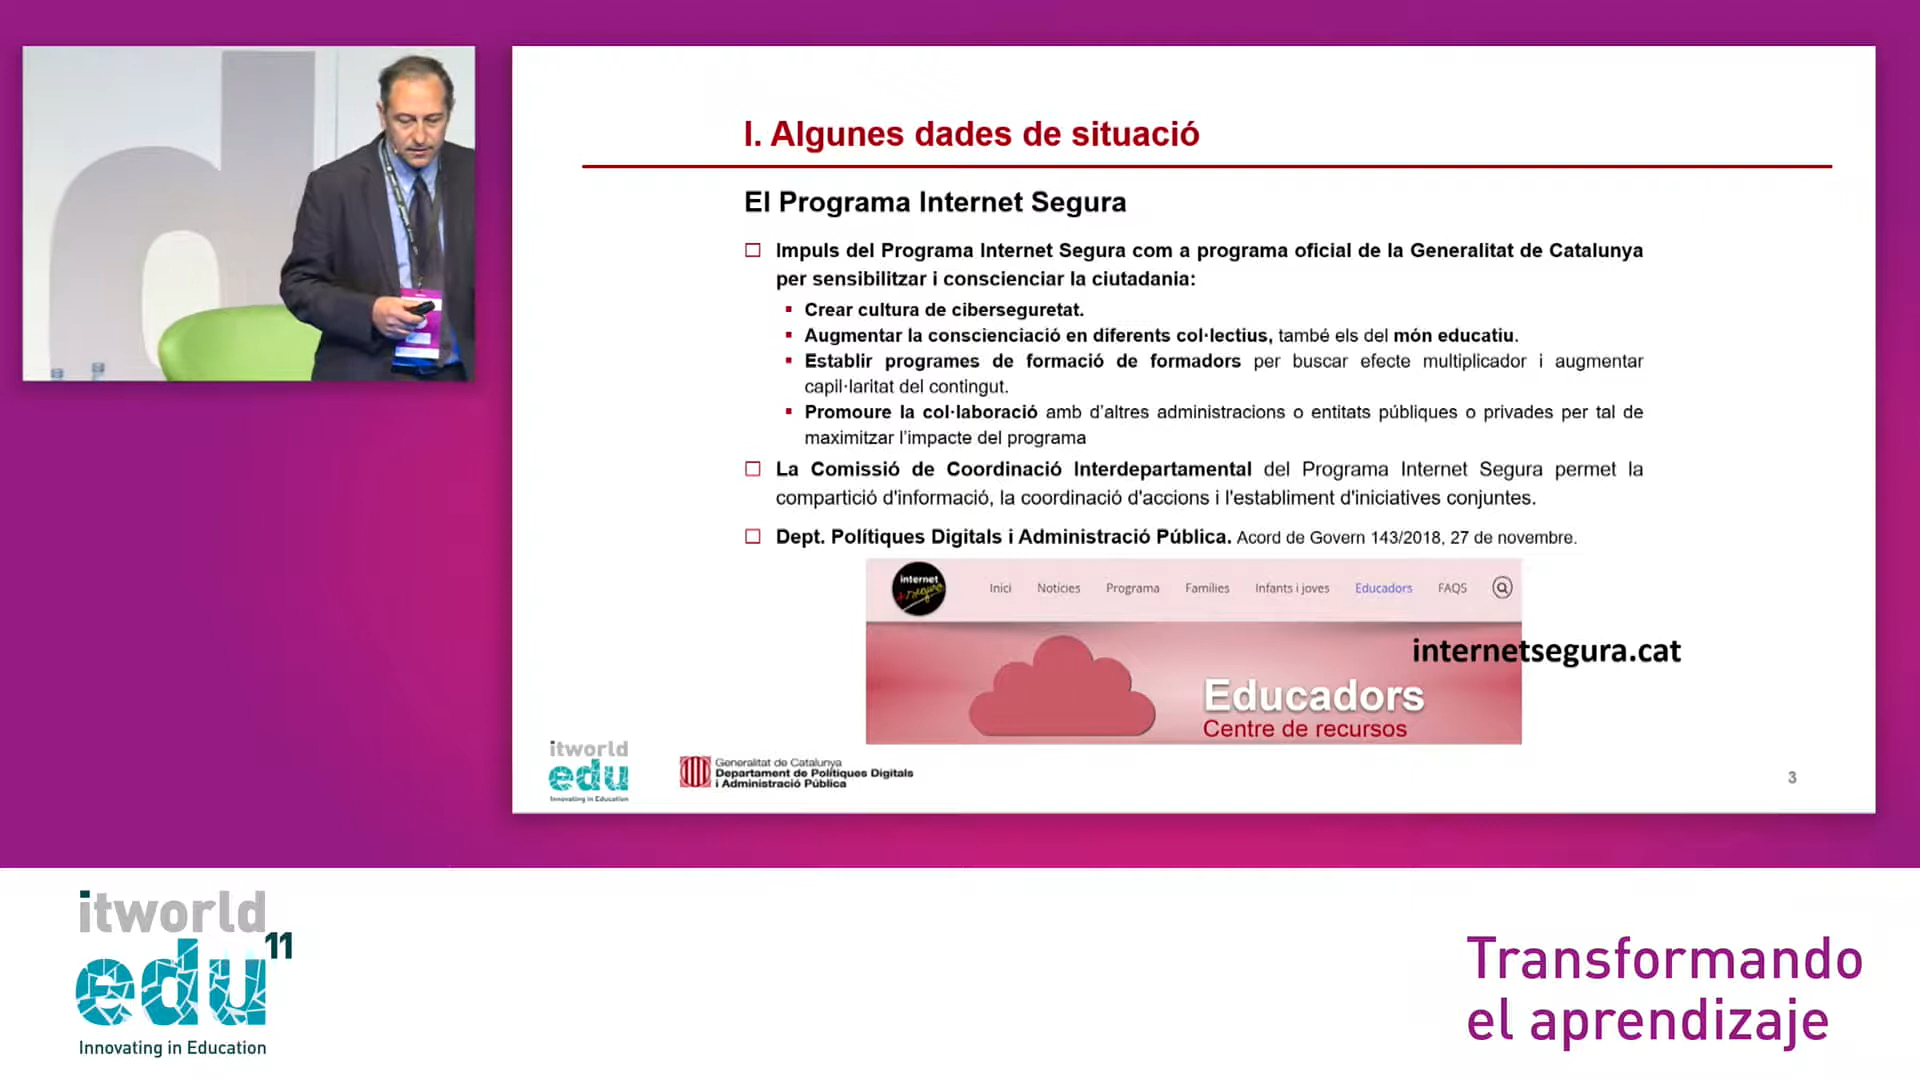 I. Algunes dades de situació
El Programa Internet Segura
Impuls del Programa Internet Segura com a programa oficial de la Generalitat de Catalunya
per sensibilitzar i conscienciar la ciutadania:
Crear cultura de ciberseguretat.
Augmentar la conscienciació en diferents col·lectius, també els del món educatiu.
Establir programes de formació de formadors per buscar efecte multiplicador i augmentar
capil·laritat del contingut.
Promoure la col·laboració amb d'altres administracions o entitats públiques o privades per tal de
maximitzar l'impacte del programa
La Comissió de Coordinació Interdepartamental del Programa Internet Segura permet la
compartició d'informació, la coordinació d'accions i l'establiment d'iniciatives conjuntes.
Dept. Polítiques Digitals i Administració Pública. Acord de Govern 143/2018, 27 de novembre.
internet
+ segura
Inici Notícies Programa Famílies Infants i joves Educadors FAQS
internetsegura.cat
Educadors
Centre de recursos
itworld
edu
Innovating in Education
Generalitat de Catalunya
Departament de Polítiques Digitals
i Administració Pública
3
itworld
edu 11
Innovating in Education
Transformando
el aprendizaje